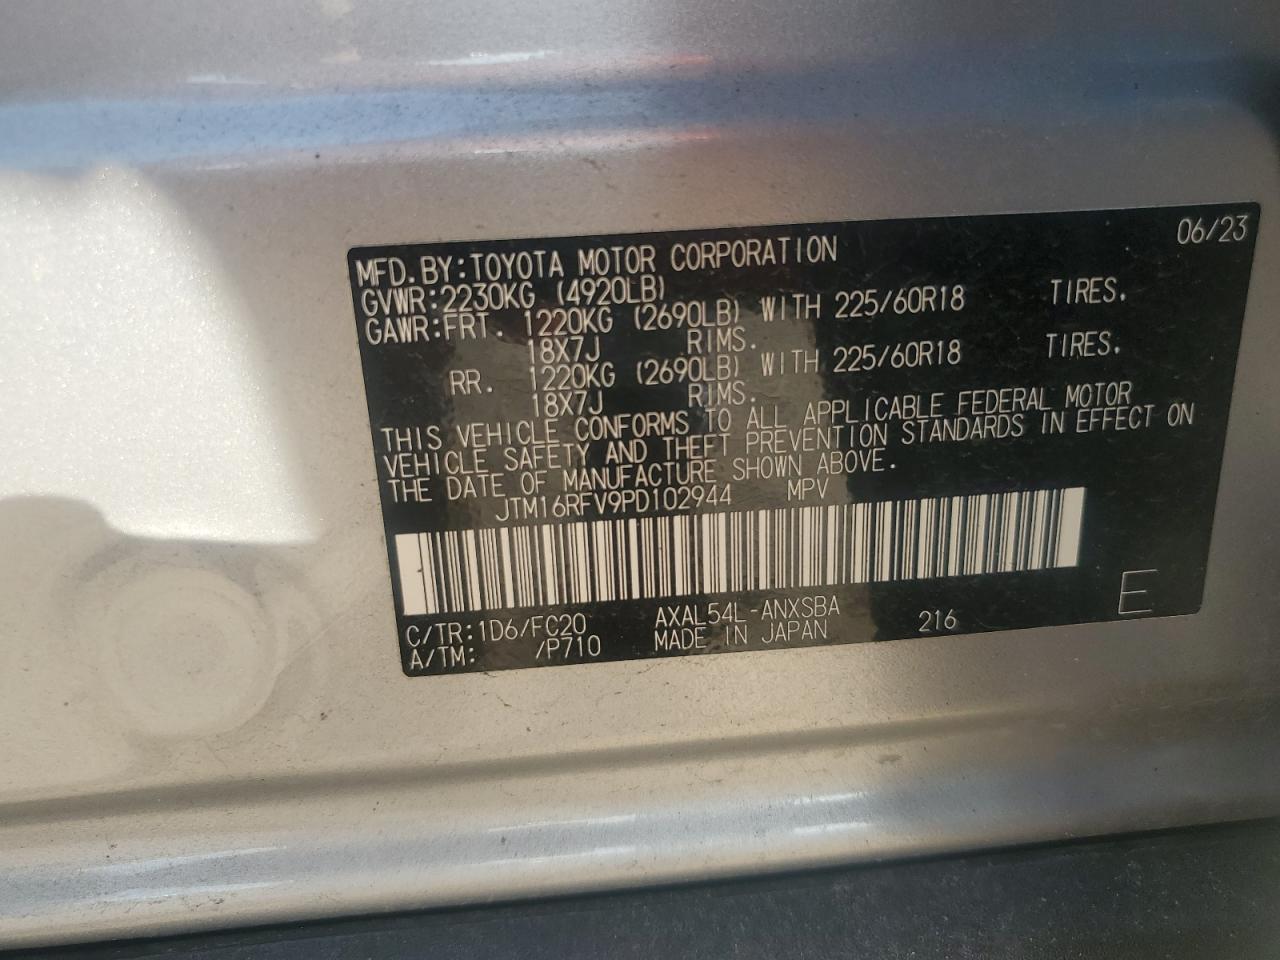 06/23
MFD.BY:TOYOTA MOTOR CORPORATION
GVWR:2230KG (4920LB)
GAWR:FRT. 1220KG (2690LB) WITH 225/60R18 TIRES.
18X7J RIMS.
RR. 1220KG (2690LB) WITH 225/60R18 TIRES.
18X7J RIMS.
THIS VEHICLE CONFORMS TO ALL APPLICABLE FEDERAL MOTOR
VEHICLE SAFETY AND THEFT PREVENTION STANDARDS IN EFFECT ON
THE DATE OF MANUFACTURE SHOWN ABOVE.
JTM16RFV9PD102944 MPV
C/TR:1D6/FC20 AXAL54L-ANXSBA 216 E
A/TM: /P710 MADE IN JAPAN